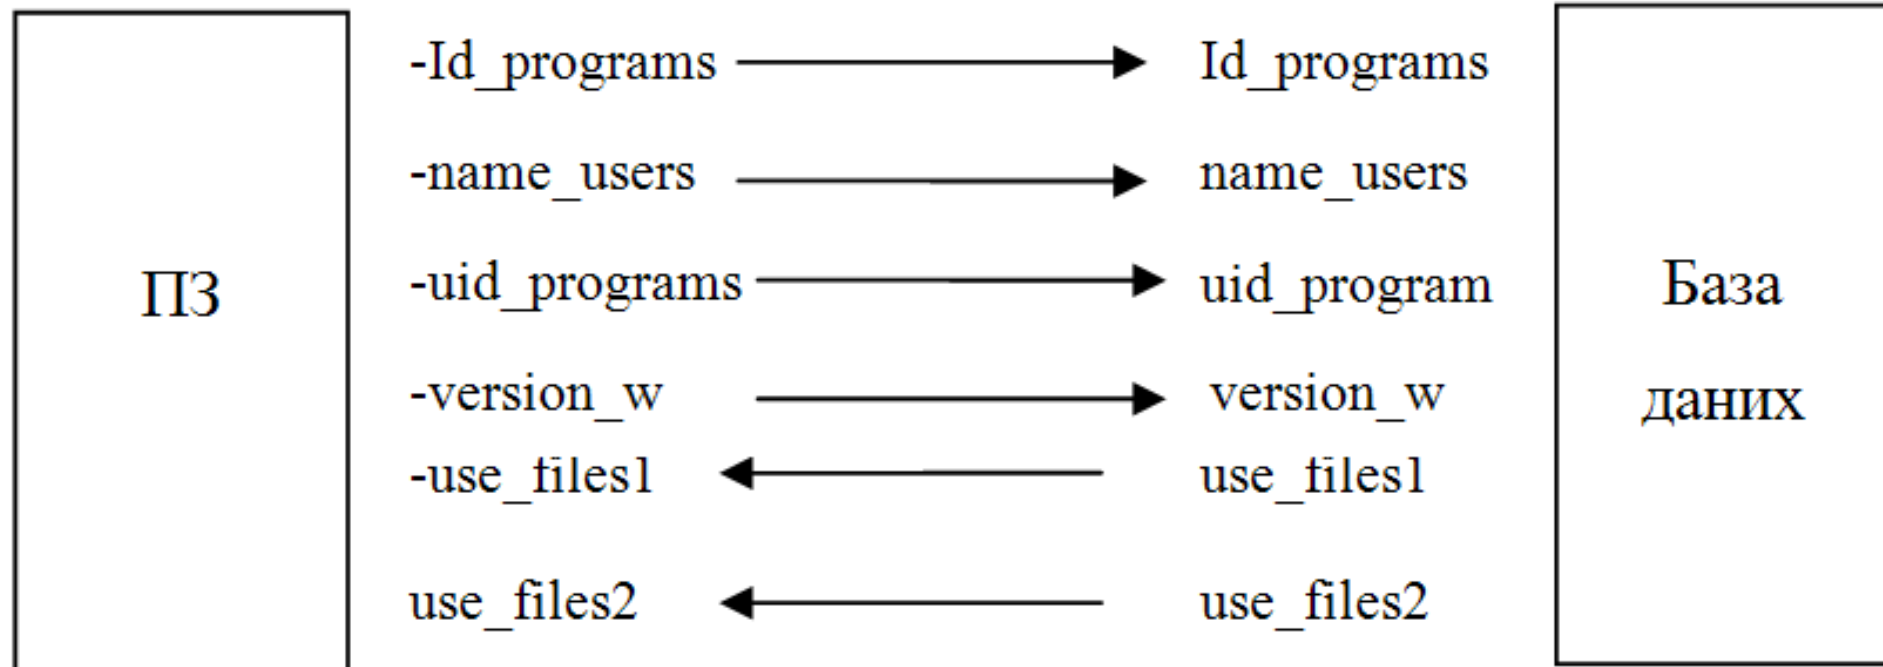 -Id_programs Id_programs
-name_users name_users
ПЗ -uid_programs uid_program База
-version_w version_w даних
-use_files1 use_files1
use_files2 use_files2